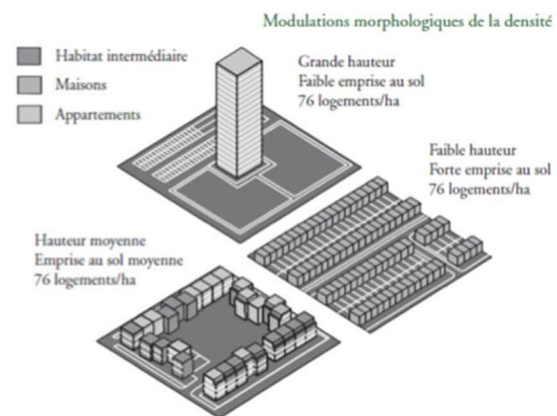 Modulations morphologiques de la densité
Habitat intermédiaire
Maisons
Appartements
Grande hauteur
Faible emprise au sol
76 logements/ha
Faible hauteur
Forte emprise au sol
76 logements/ha
Hauteur moyenne
Emprise au sol moyenne
76 logements/ha